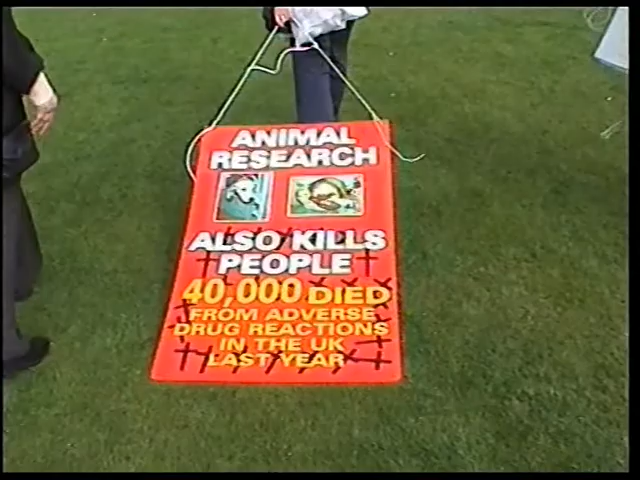 ANIMAL
RESEARCH
ALSO KILLS
PEOPLE
40,000 DIED
FROM ADVERSE
DRUG REACTIONS
IN THE UK
LAST YEAR